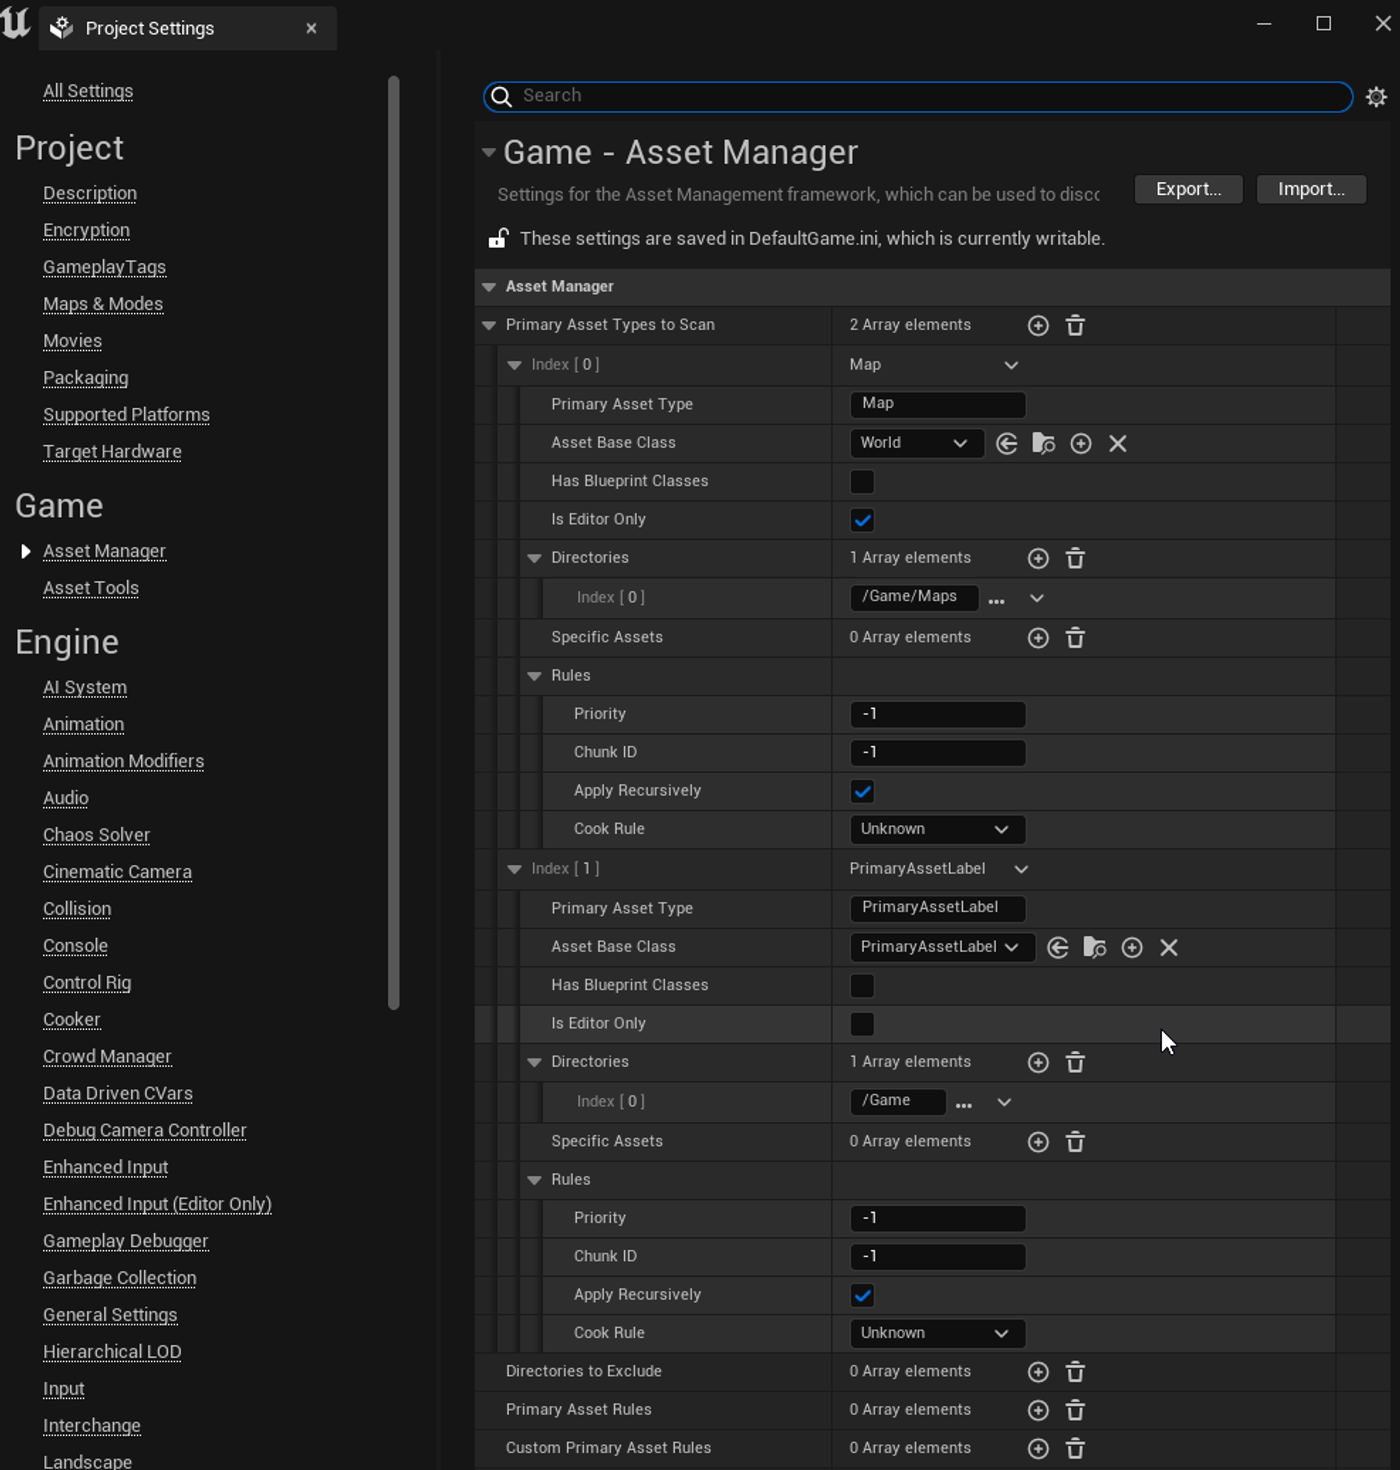 Project Settings
All Settings
Project
Description
Encryption
GameplayTags
Maps & Modes
Movies
Packaging
Supported Platforms
Target Hardware
Game
Asset Manager
Asset Tools
Engine
AI System
Animation
Animation Modifiers
Audio
Chaos Solver
Cinematic Camera
Collision
Console
Control Rig
Cooker
Crowd Manager
Data Driven CVars
Debug Camera Controller
Enhanced Input
Enhanced Input (Editor Only)
Gameplay Debugger
Garbage Collection
General Settings
Hierarchical LOD
Input
Interchange
Landscape
Search
Game - Asset Manager
Settings for the Asset Management framework, which can be used to disco
Export...
Import...
These settings are saved in DefaultGame.ini, which is currently writable.
Asset Manager
Primary Asset Types to Scan 2 Array elements
Index [ 0 ] Map
Primary Asset Type Map
Asset Base Class World
Has Blueprint Classes
Is Editor Only
Directories 1 Array elements
Index [ 0 ] /Game/Maps ...
Specific Assets 0 Array elements
Rules
Priority -1
Chunk ID -1
Apply Recursively
Cook Rule Unknown
Index [ 1 ] PrimaryAssetLabel
Primary Asset Type PrimaryAssetLabel
Asset Base Class PrimaryAssetLabel
Has Blueprint Classes
Is Editor Only
Directories 1 Array elements
Index [ 0 ] /Game ...
Specific Assets 0 Array elements
Rules
Priority -1
Chunk ID -1
Apply Recursively
Cook Rule Unknown
Directories to Exclude 0 Array elements
Primary Asset Rules 0 Array elements
Custom Primary Asset Rules 0 Array elements